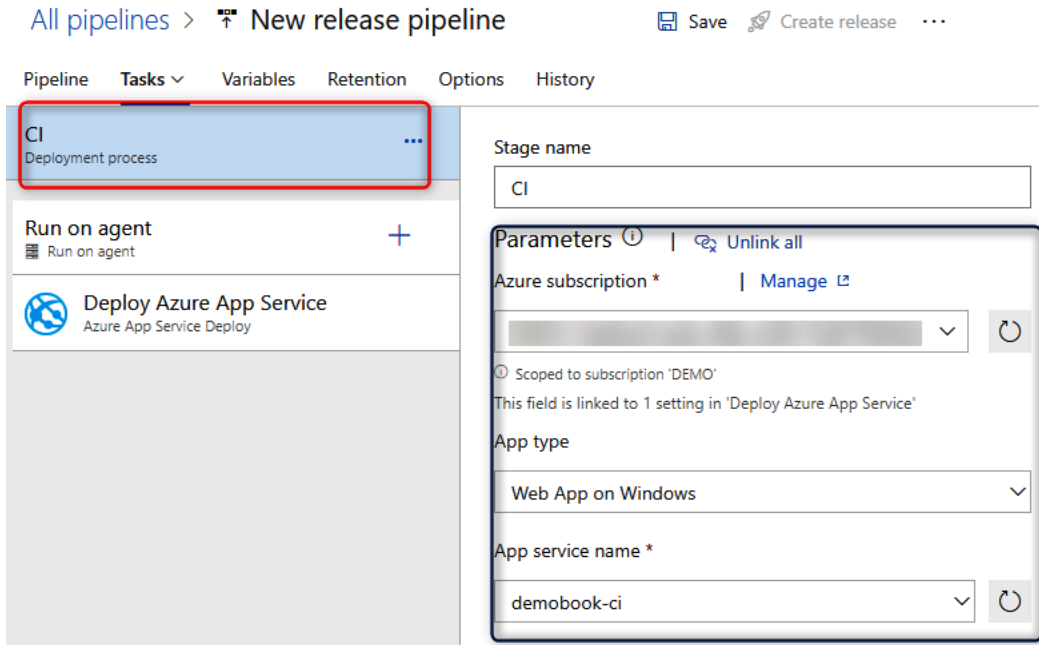 All pipelines > New release pipeline Save Create release ...
Pipeline Tasks Variables Retention Options History
CI ...
Deployment process
Stage name
CI
Run on agent +
Run on agent
Deploy Azure App Service
Azure App Service Deploy
Parameters | Unlink all
Azure subscription * | Manage
Scoped to subscription 'DEMO'
This field is linked to 1 setting in 'Deploy Azure App Service'
App type
Web App on Windows
App service name *
demobook-ci